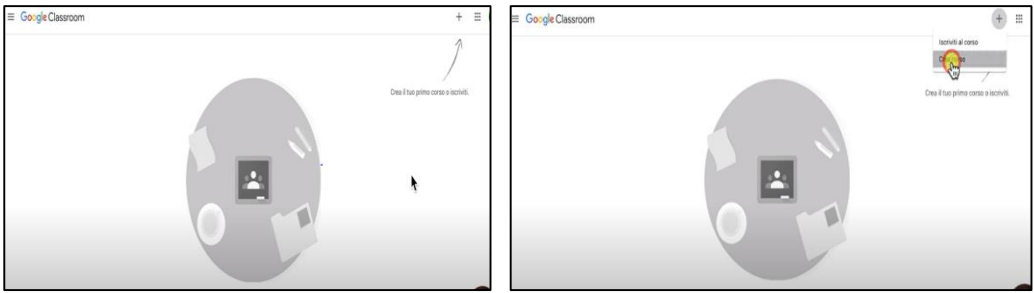 Google Classroom
Crea il tuo primo corso o iscriviti.
Google Classroom
Iscriviti al corso
corso
Crea il tuo primo corso o iscriviti.